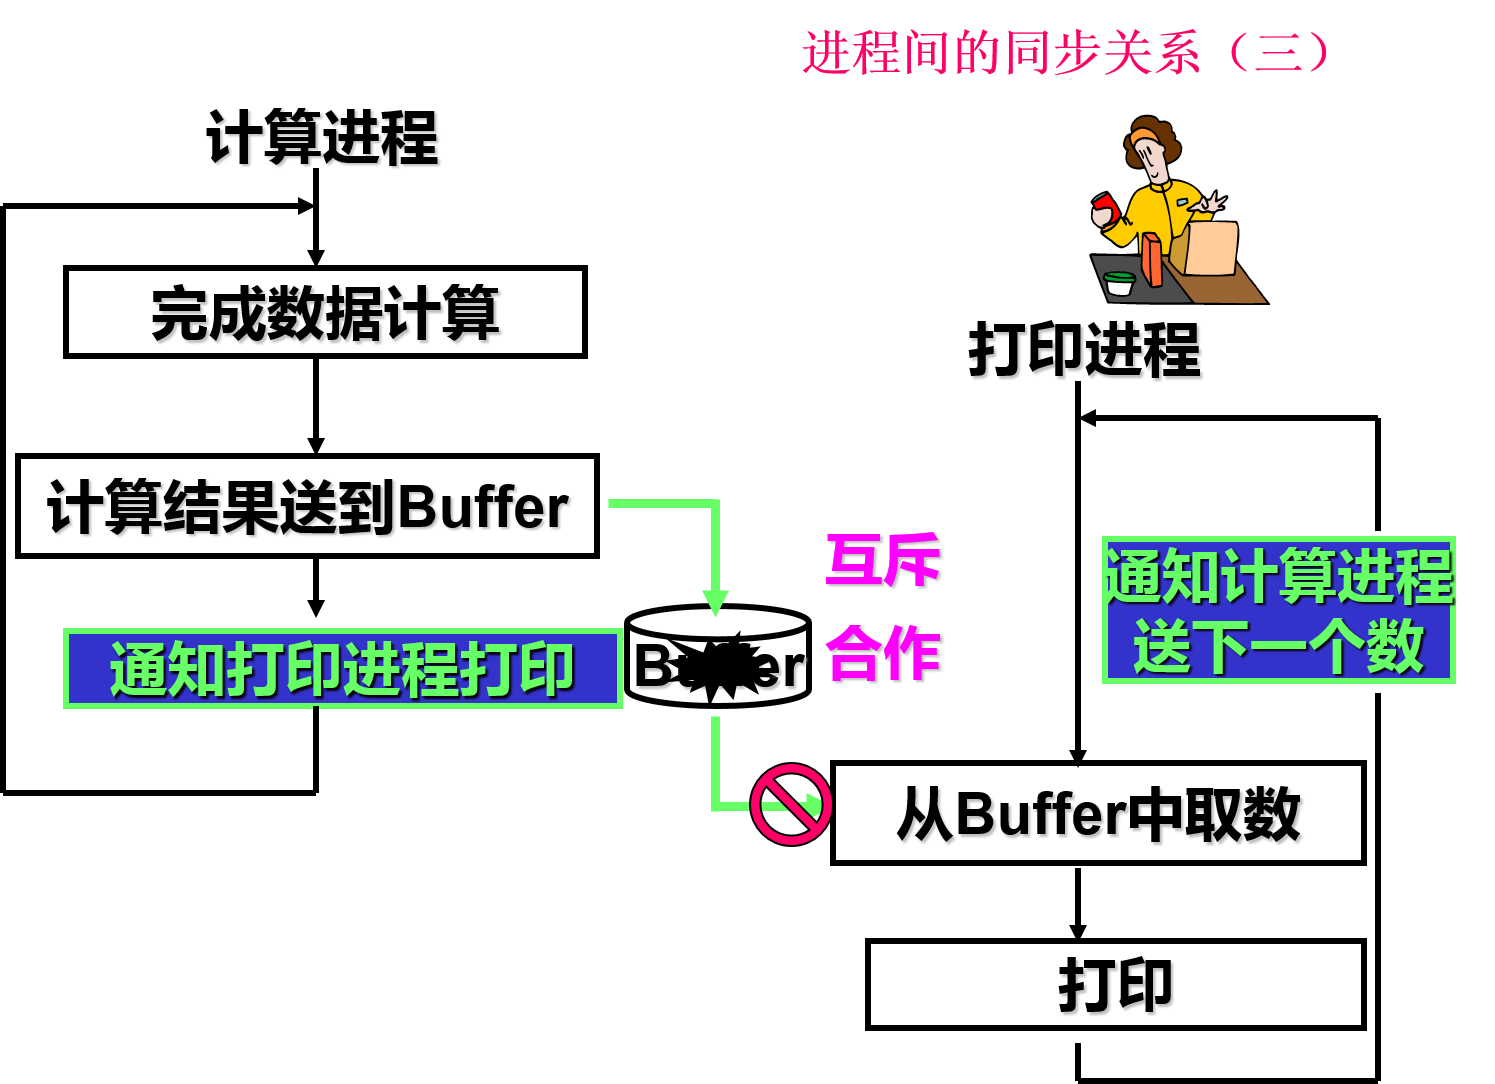 进程间的同步关系（三）
计算进程
完成数据计算
计算结果送到Buffer
通知打印进程打印
Buffer
互斥
合作
打印进程
通知计算进程
送下一个数
从Buffer中取数
打印